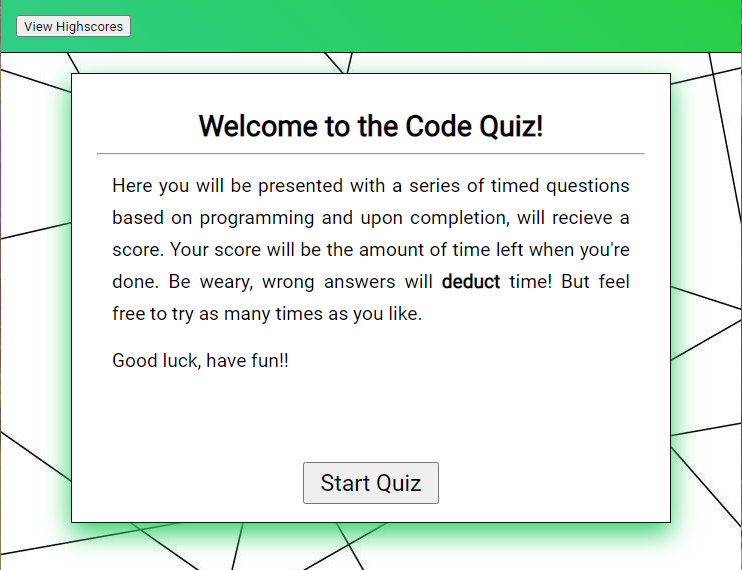 View Highscores
Welcome to the Code Quiz!
Here you will be presented with a series of timed questions
based on programming and upon completion, will recieve a
score. Your score will be the amount of time left when you're
done. Be weary, wrong answers will deduct time! But feel
free to try as many times as you like.
Good luck, have fun!!
Start Quiz